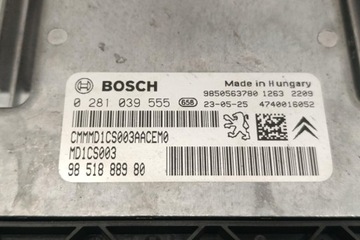 BOSCH
Made in Hungary
9850563780 1263 2209
0 281 039 555 658 23-05-25 4740016052
CMMMD1CS003AACEM0
MD1CS003
98 518 889 80